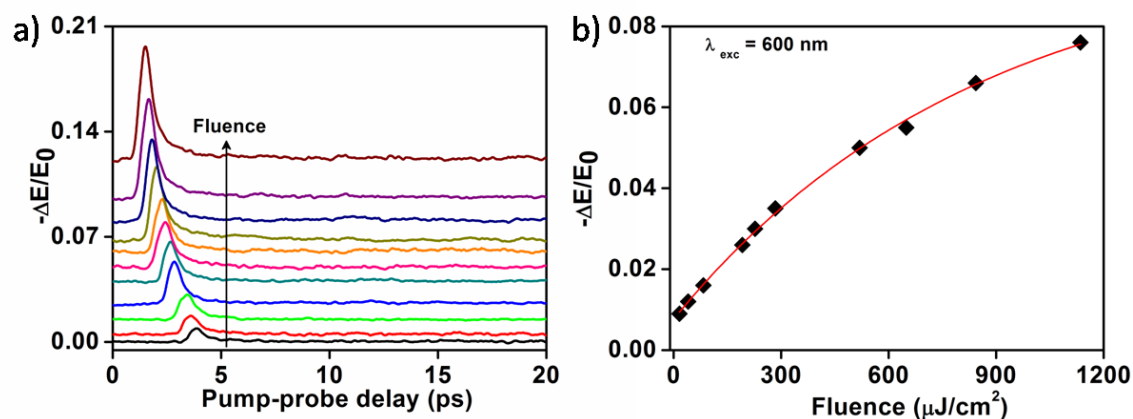 a)
0.21
0.14
0.07
0.00
-ΔE/E0
Fluence
0 5 10 15 20
Pump-probe delay (ps)
b)
λ exc = 600 nm
0.08
0.06
0.04
0.02
0.00
-ΔE/E0
0 300 600 900 1200
Fluence (μJ/cm²)